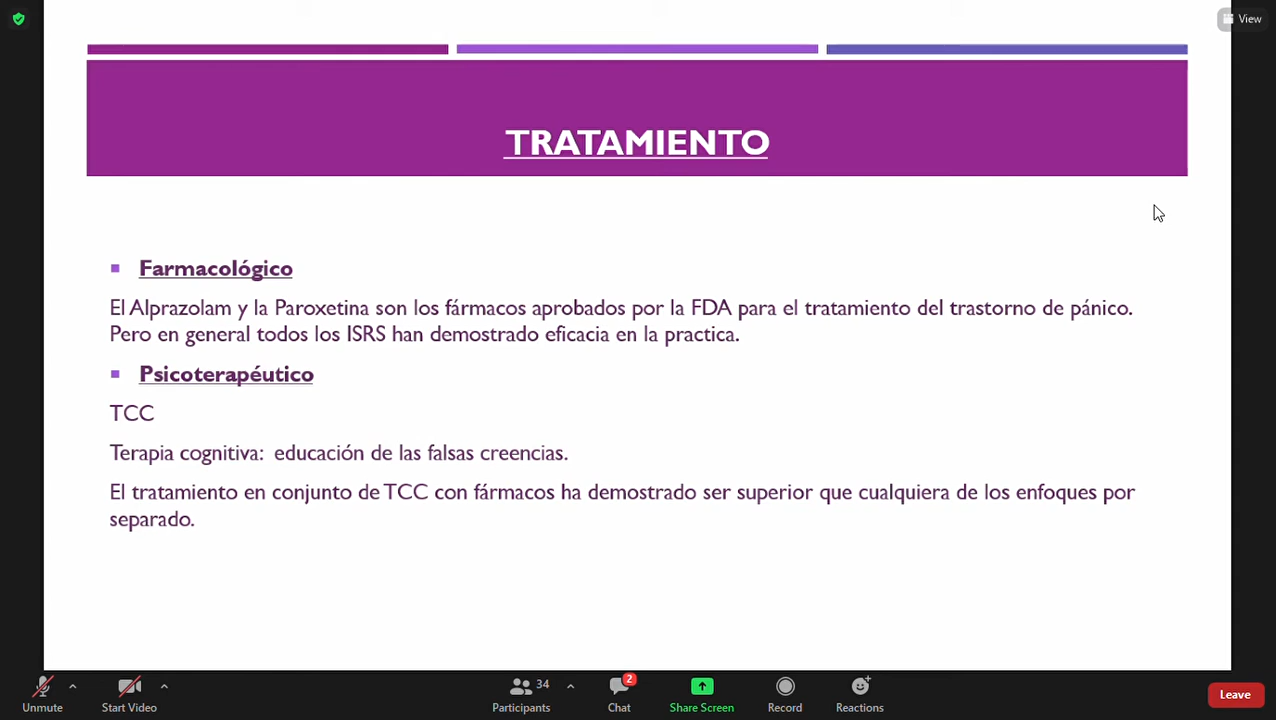 View
TRATAMIENTO
Farmacológico
El Alprazolam y la Paroxetina son los fármacos aprobados por la FDA para el tratamiento del trastorno de pánico.
Pero en general todos los ISRS han demostrado eficacia en la practica.
Psicoterapéutico
TCC
Terapia cognitiva: educación de las falsas creencias.
El tratamiento en conjunto de TCC con fármacos ha demostrado ser superior que cualquiera de los enfoques por
separado.
34
2
Unmute
Start Video
Participants
Chat
Share Screen
Record
Reactions
Leave